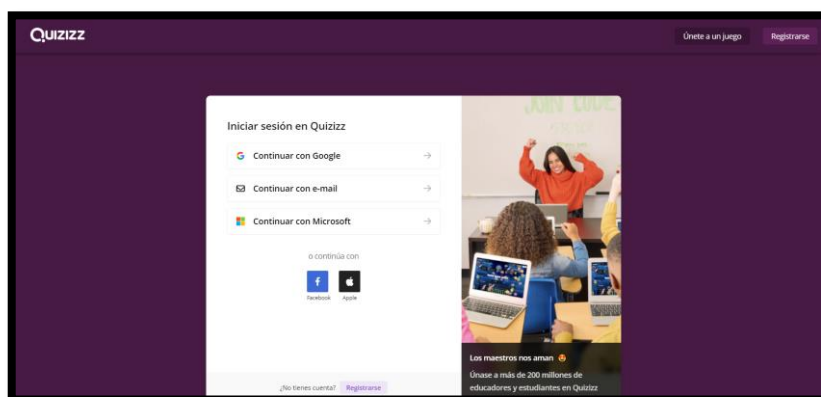 Quizizz
Únete a un juego
Registrarse
JOIN CODE
Iniciar sesión en Quizizz
Continuar con Google
Continuar con e-mail
Continuar con Microsoft
o continúa con
Facebook
Apple
¿No tienes cuenta? Registrarse
Los maestros nos aman
Únase a más de 200 millones de
educadores y estudiantes en Quizizz